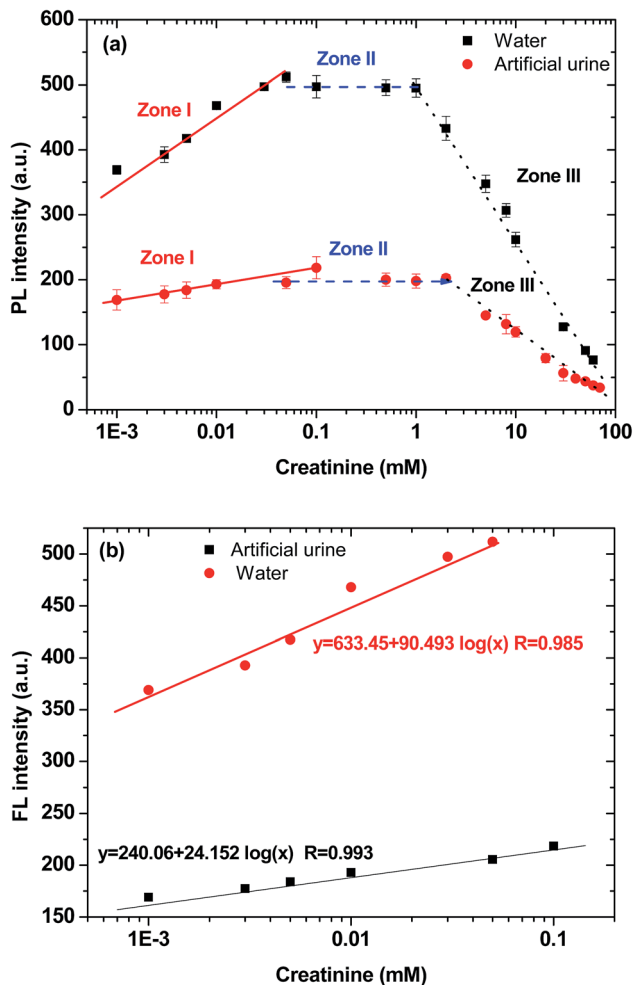 (a)
Water
Artificial urine
Zone I
Zone II
Zone III
Zone I
Zone II
Zone III
600
500
400
300
200
100
0
PL intensity (a.u.)
1E-3
0.01
0.1
1
10
100
Creatinine (mM)
(b)
Artificial urine
Water
y=633.45+90.493 log(x) R=0.985
y=240.06+24.152 log(x) R=0.993
500
450
400
350
300
250
200
150
FL intensity (a.u.)
1E-3
0.01
0.1
Creatinine (mM)